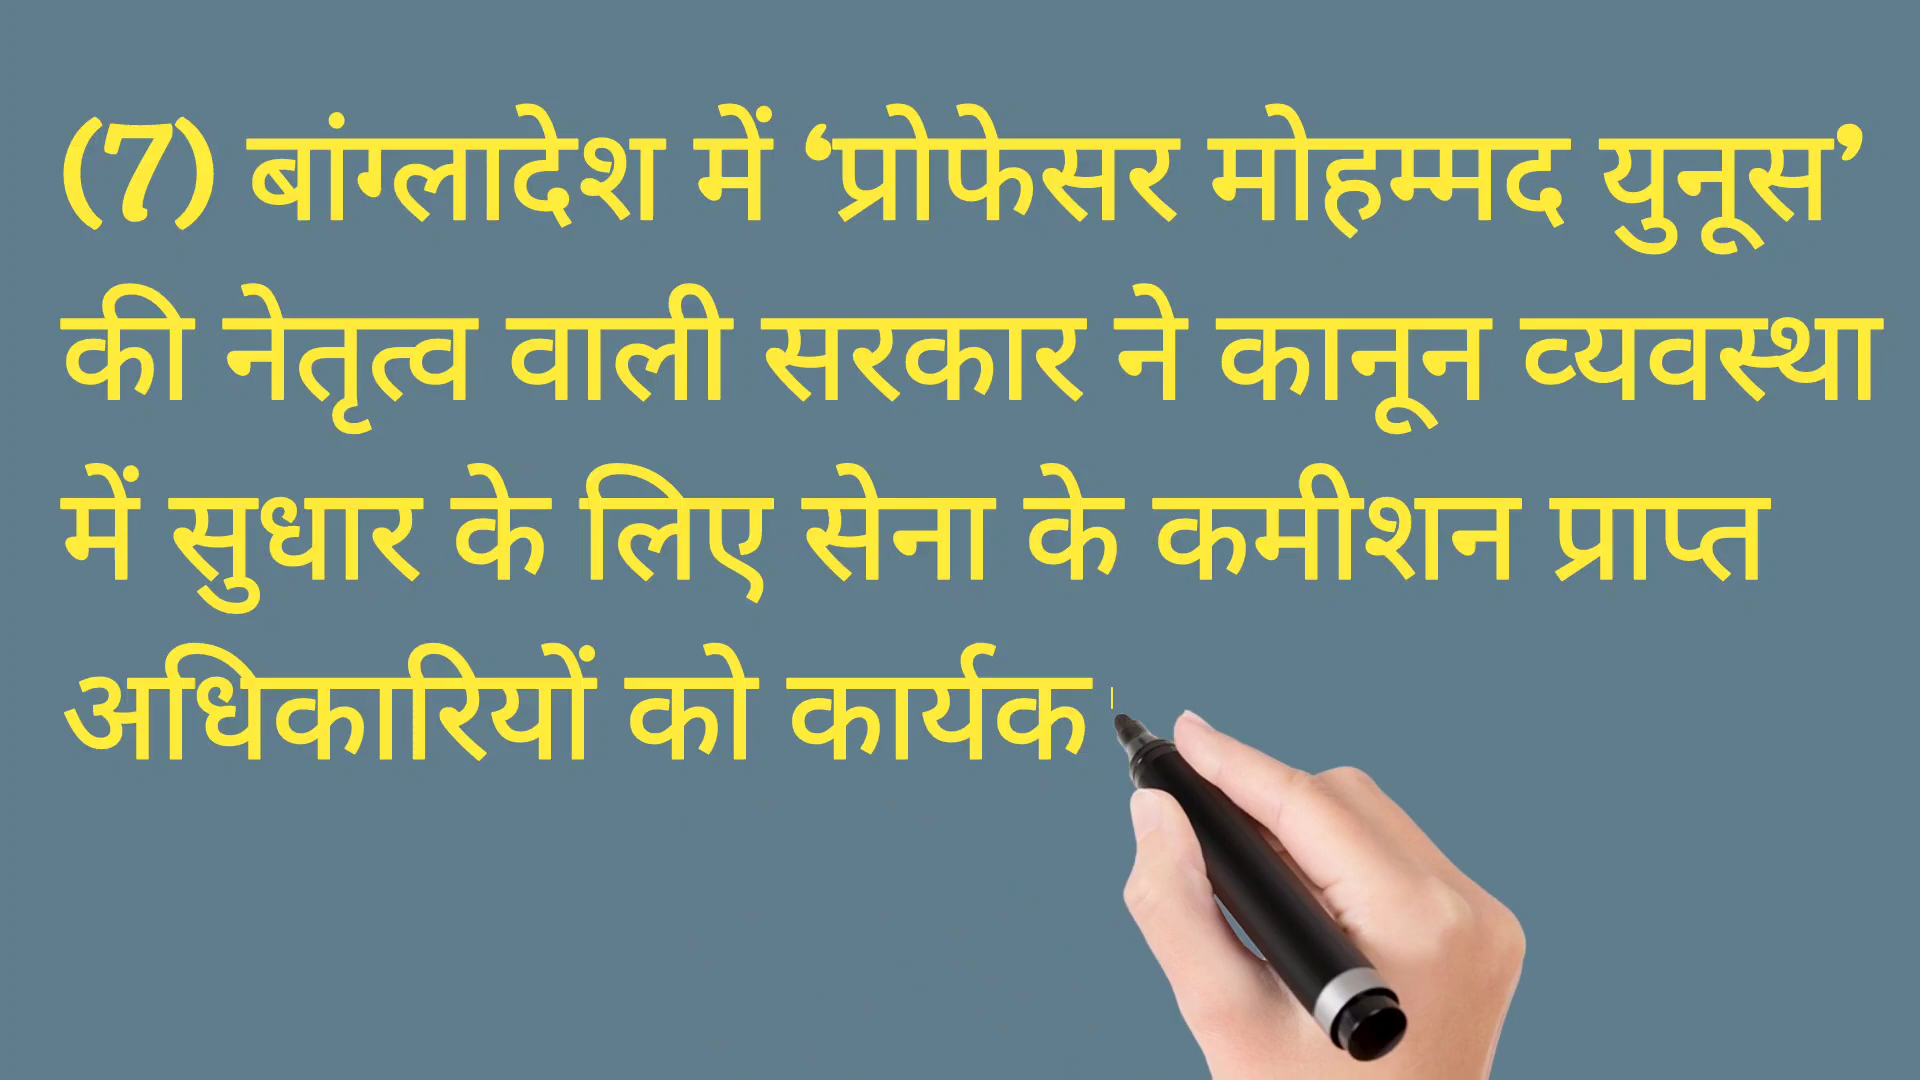 (7) बांग्लादेश में ‘प्रोफेसर मोहम्मद युनूस’
की नेतृत्व वाली सरकार ने कानून व्यवस्था
में सुधार के लिए सेना के कमीशन प्राप्त
अधिकारियों को कार्यक